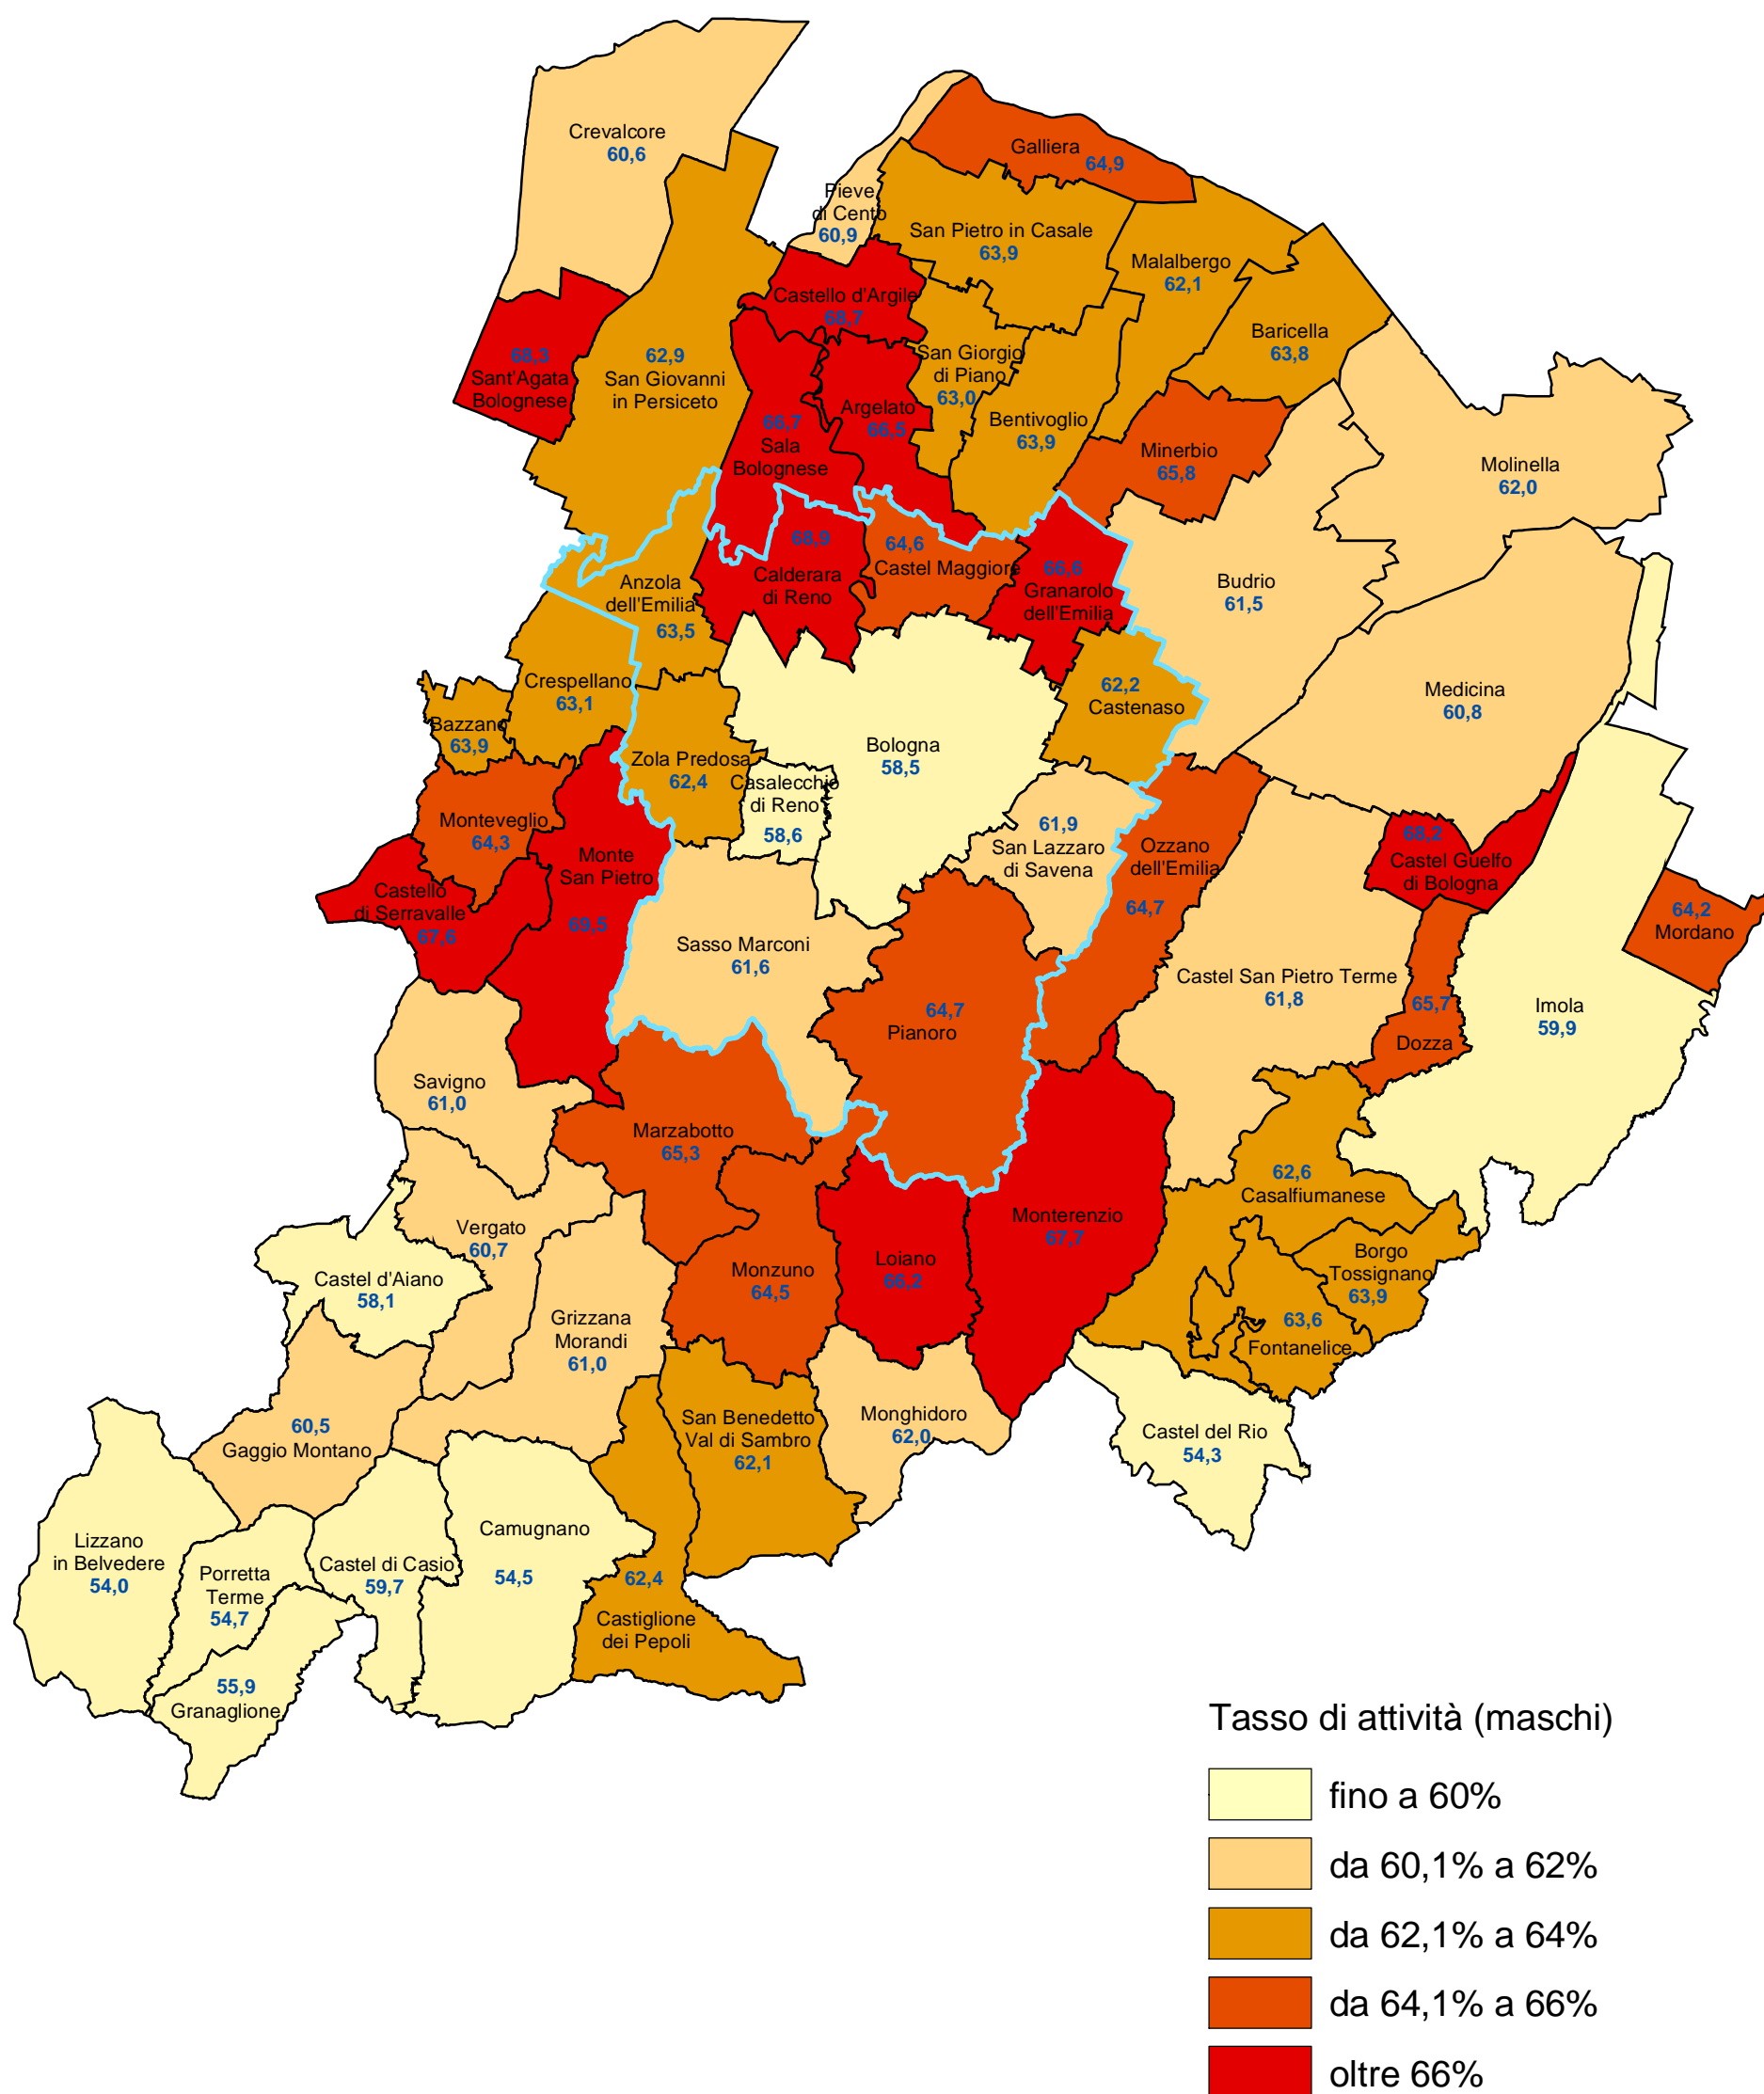 Crevalcore
60,6
Galliera
64,9
Pieve
di Cento
60,9
San Pietro in Casale
63,9
Malalbergo
62,1
Castello d'Argile
68,7
Baricella
63,8
68,3
Sant'Agata
Bolognese
62,9
San Giovanni
in Persiceto
San Giorgio
di Piano
63,0
Argelato
66,5
Bentivoglio
63,9
66,7
Sala
Bolognese
Minerbio
65,8
Molinella
62,0
68,9
Calderara
di Reno
64,6
Castel Maggiore
66,6
Granarolo
dell'Emilia
Anzola
dell'Emilia
63,5
Budrio
61,5
Crespellano
63,1
62,2
Castenaso
Medicina
60,8
Bazzano
63,9
Bologna
58,5
Zola Predosa
62,4
Casalecchio
di Reno
58,6
Monteveglio
64,3
61,9
San Lazzaro
di Savena
Ozzano
dell'Emilia
64,7
68,2
Castel Guelfo
di Bologna
Monte
San Pietro
69,5
Castello
di Serravalle
67,6
64,2
Mordano
Sasso Marconi
61,6
Castel San Pietro Terme
61,8
64,7
Pianoro
65,7
Dozza
Imola
59,9
Savigno
61,0
Marzabotto
65,3
62,6
Casalfiumanese
Vergato
60,7
Monterenzio
67,7
Castel d'Aiano
58,1
Monzuno
64,5
Loiano
66,2
Borgo
Tossignano
63,9
Grizzana
Morandi
61,0
63,6
Fontanelice
60,5
Gaggio Montano
San Benedetto
Val di Sambro
62,1
Monghidoro
62,0
Castel del Rio
54,3
Lizzano
in Belvedere
54,0
Porretta
Terme
54,7
Castel di Casio
59,7
Camugnano
54,5
62,4
Castiglione
dei Pepoli
55,9
Granaglione
Tasso di attività (maschi)
fino a 60%
da 60,1% a 62%
da 62,1% a 64%
da 64,1% a 66%
oltre 66%